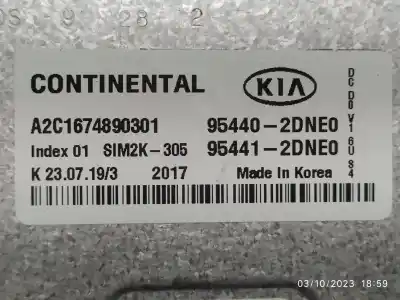 CONTINENTAL KIA
A2C1674890301 95440-2DNE0
Index 01 SIM2K-305 95441-2DNE0
K 23.07.19/3 2017 Made In Korea
03/10/2023 18:59